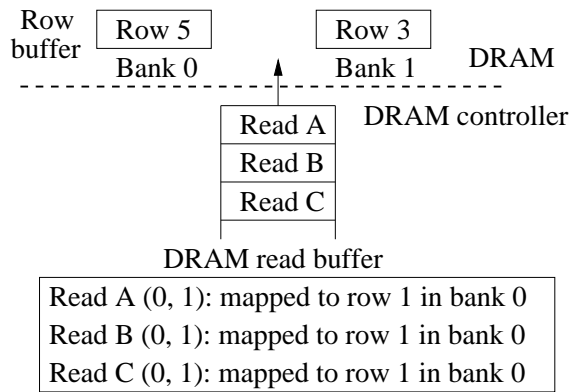 Row buffer
Row 5
Row 3
Bank 0
Bank 1
DRAM
DRAM controller
Read A
Read B
Read C
DRAM read buffer
Read A (0, 1): mapped to row 1 in bank 0
Read B (0, 1): mapped to row 1 in bank 0
Read C (0, 1): mapped to row 1 in bank 0